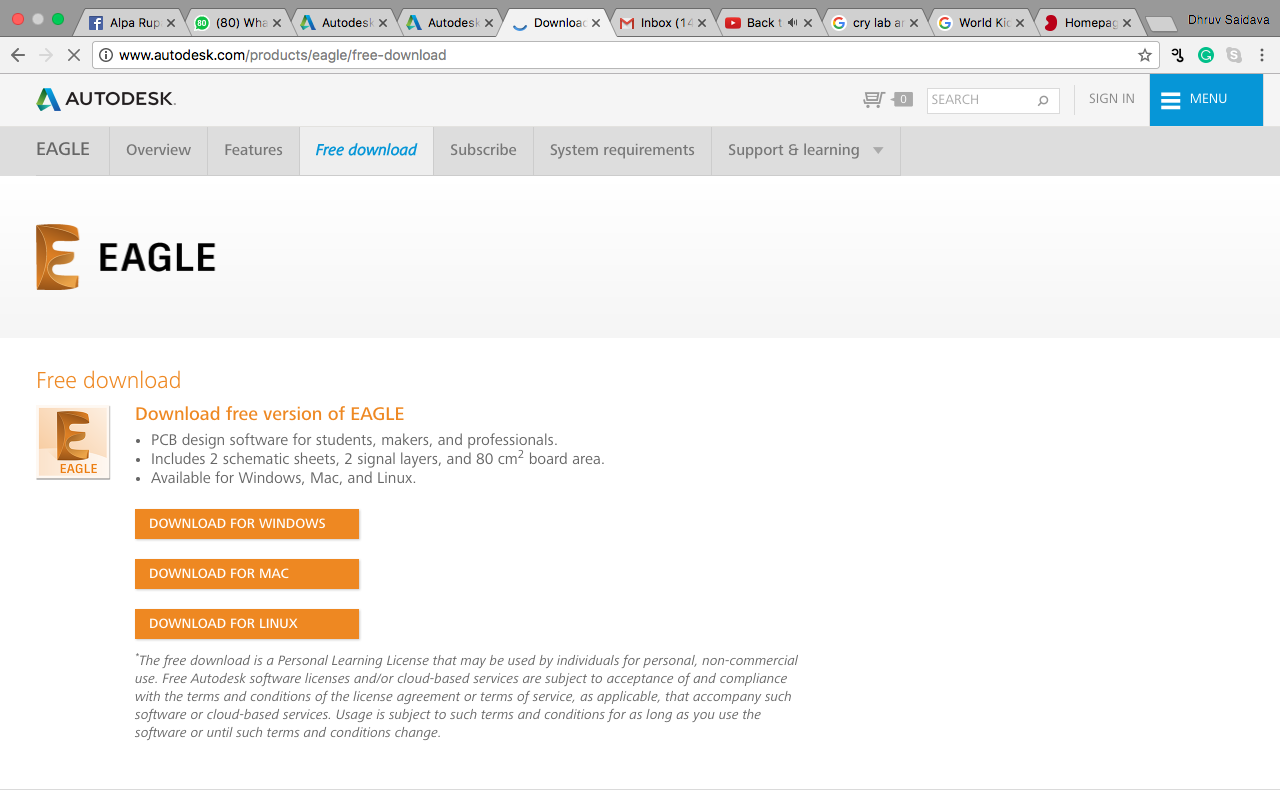 Alpa Rup
(80) Wha
Autodesk
Autodesk
Downloac
Inbox (14
Back t
cry lab ar
World Kid
Homepag
Dhruv Saidava
www.autodesk.com/products/eagle/free-download
AUTODESK.
0
SEARCH
SIGN IN
MENU
EAGLE
Overview
Features
Free download
Subscribe
System requirements
Support & learning
EAGLE
Free download
EAGLE
Download free version of EAGLE
• PCB design software for students, makers, and professionals.
• Includes 2 schematic sheets, 2 signal layers, and 80 cm² board area.
• Available for Windows, Mac, and Linux.
DOWNLOAD FOR WINDOWS
DOWNLOAD FOR MAC
DOWNLOAD FOR LINUX
*The free download is a Personal Learning License that may be used by individuals for personal, non-commercial
use. Free Autodesk software licenses and/or cloud-based services are subject to acceptance of and compliance
with the terms and conditions of the license agreement or terms of service, as applicable, that accompany such
software or cloud-based services. Usage is subject to such terms and conditions for as long as you use the
software or until such terms and conditions change.